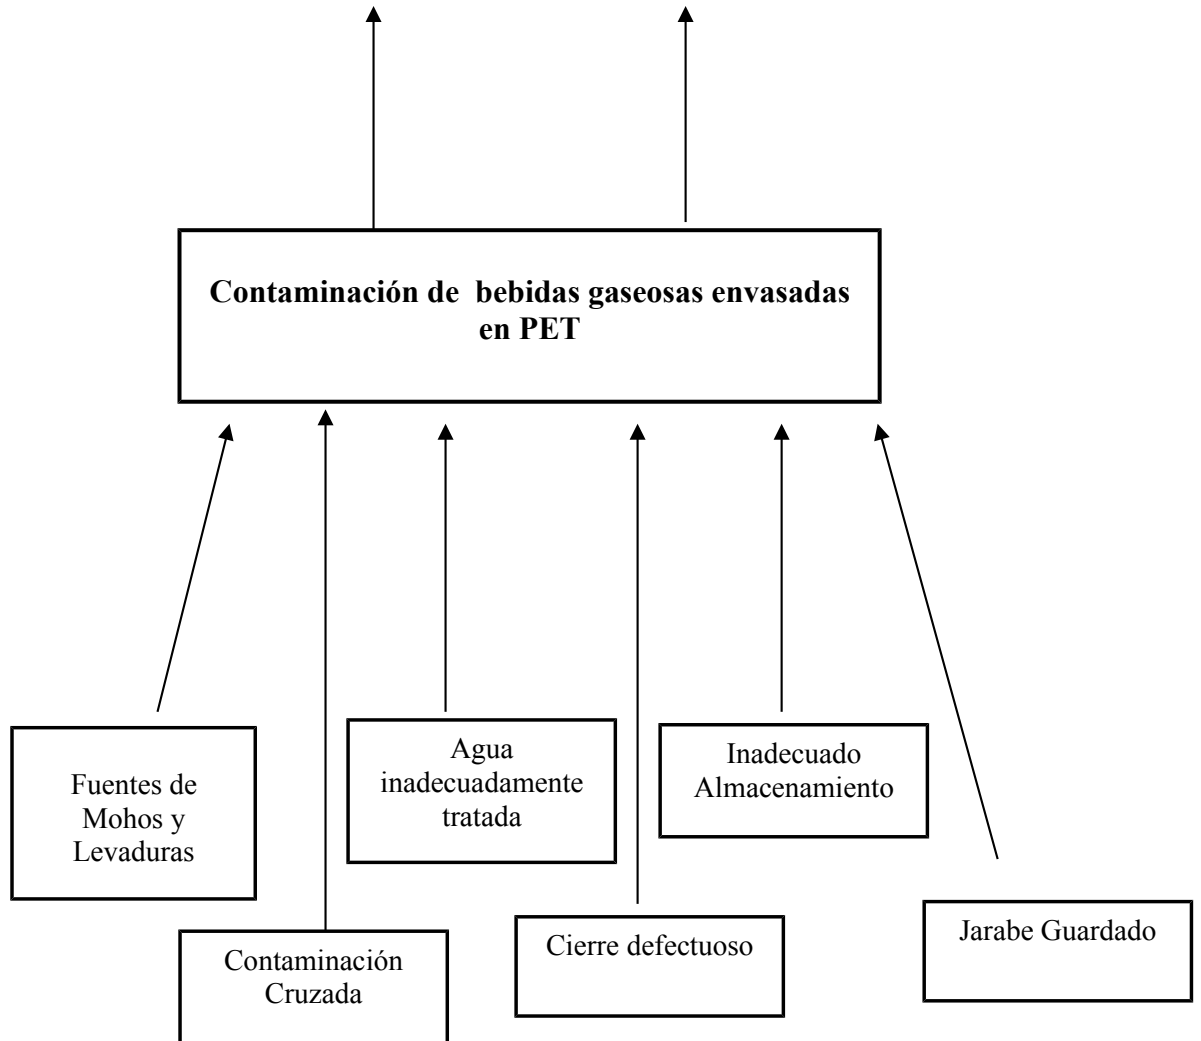 Contaminación de  bebidas gaseosas envasadas
en PET
Fuentes de
Mohos y
Levaduras
Agua
inadecuadamente
tratada
Inadecuado
Almacenamiento
Contaminación
Cruzada
Cierre defectuoso
Jarabe Guardado